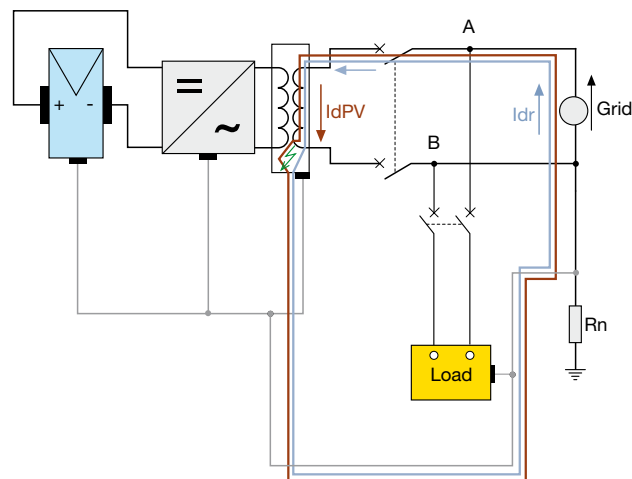 A
Grid
IdPV
Idr
+
-
=
~
B
Rn
Load